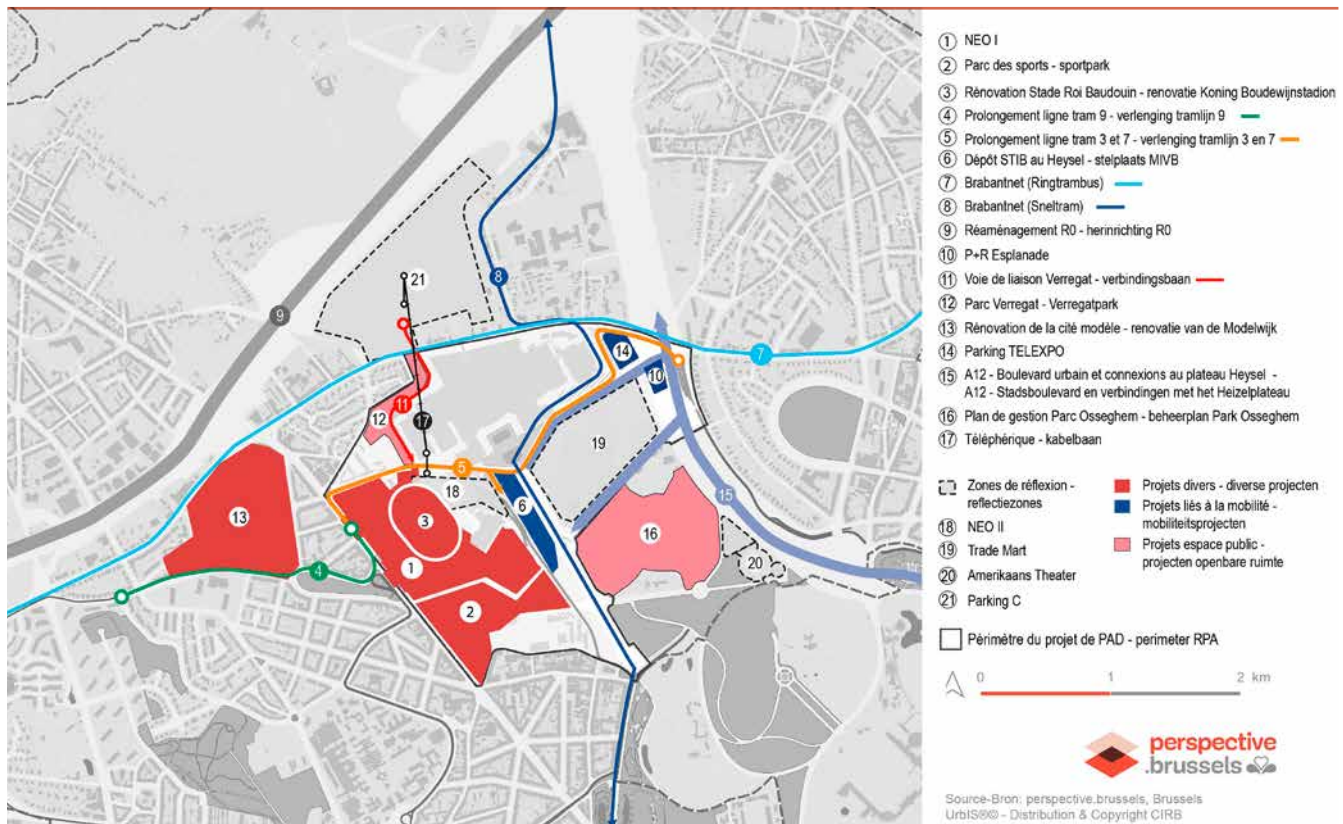 21
8
9
14
7
10
11
12
17
19
5
18
6
15
3
13
16
4
1
20
2
① NEO I
② Parc des sports - sportpark
③ Rénovation Stade Roi Baudouin - renovatie Koning Boudewijnstadion
④ Prolongement ligne tram 9 - verlenging tramlijn 9
⑤ Prolongement ligne tram 3 et 7 - verlenging tramlijn 3 en 7
⑥ Dépôt STIB au Heysel - stelplaats MIVB
⑦ Brabantnet (Ringtrambus)
⑧ Brabantnet (Sneltram)
⑨ Réaménagement R0 - herinrichting R0
⑩ P+R Esplanade
⑪ Voie de liaison Verregat - verbindingsbaan
⑫ Parc Verregat - Verregatpark
⑬ Rénovation de la cité modèle - renovatie van de Modelwijk
⑭ Parking TELEXPO
⑮ A12 - Boulevard urbain et connexions au plateau Heysel -
A12 - Stadsboulevard en verbindingen met het Heizelplateau
⑯ Plan de gestion Parc Osseghem - beheerplan Park Osseghem
⑰ Téléphérique - kabelbaan
Zones de réflexion -
reflectiezones
⑱ NEO II
⑲ Trade Mart
⑳ Amerikaans Theater
㉑ Parking C
Projets divers - diverse projecten
Projets liés à la mobilité -
mobiliteitsprojecten
Projets espace public -
projecten openbare ruimte
Périmètre du projet de PAD - perimeter RPA
0 1 2 km
perspective
.brussels
Source-Bron: perspective.brussels, Brussels
UrbIS®© - Distribution & Copyright CIRB